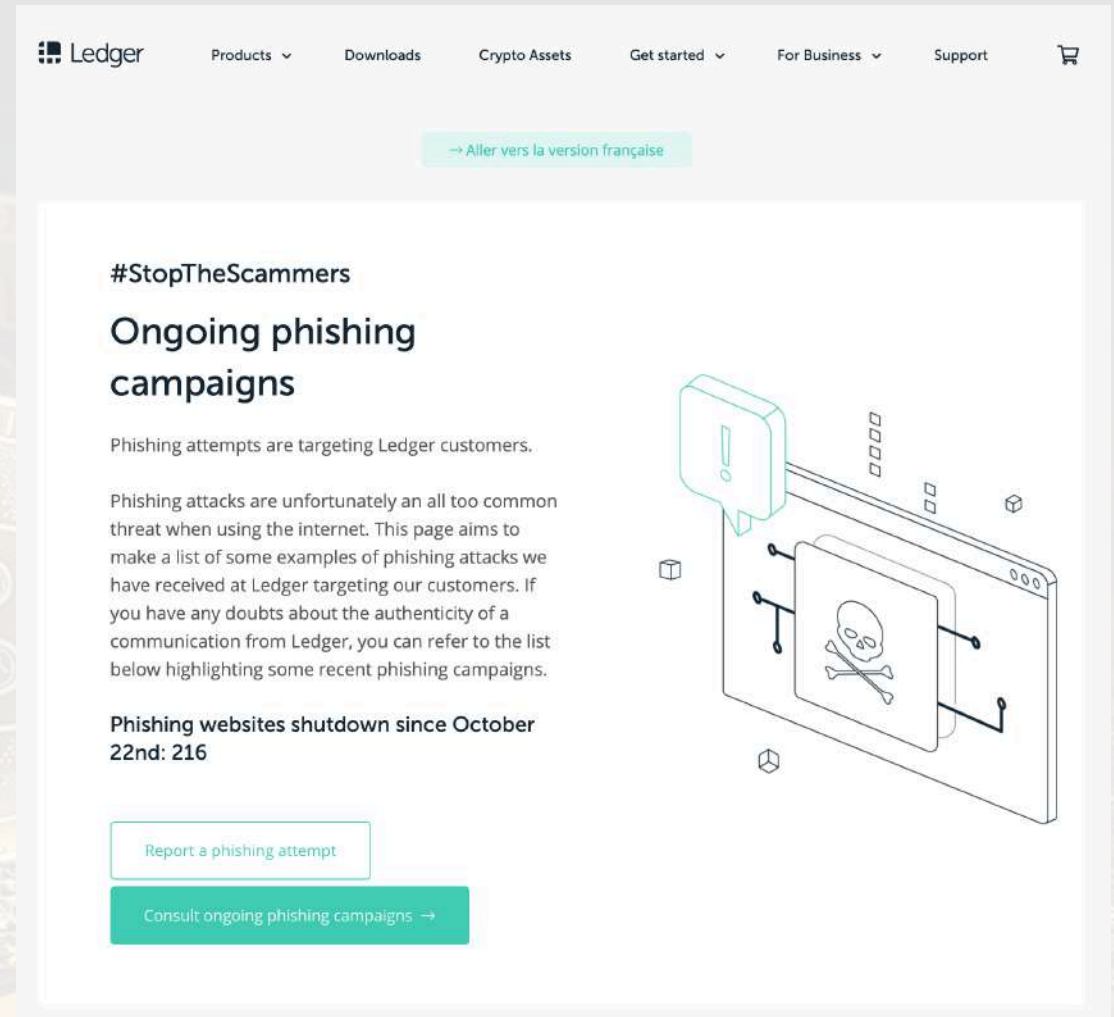 Ledger
Products
Downloads
Crypto Assets
Get started
For Business
Support
→ Aller vers la version française
#StopTheScammers
Ongoing phishing
campaigns
Phishing attempts are targeting Ledger customers.
Phishing attacks are unfortunately an all too common
threat when using the internet. This page aims to
make a list of some examples of phishing attacks we
have received at Ledger targeting our customers. If
you have any doubts about the authenticity of a
communication from Ledger, you can refer to the list
below highlighting some recent phishing campaigns.
Phishing websites shutdown since October
22nd: 216
Report a phishing attempt
Consult ongoing phishing campaigns →